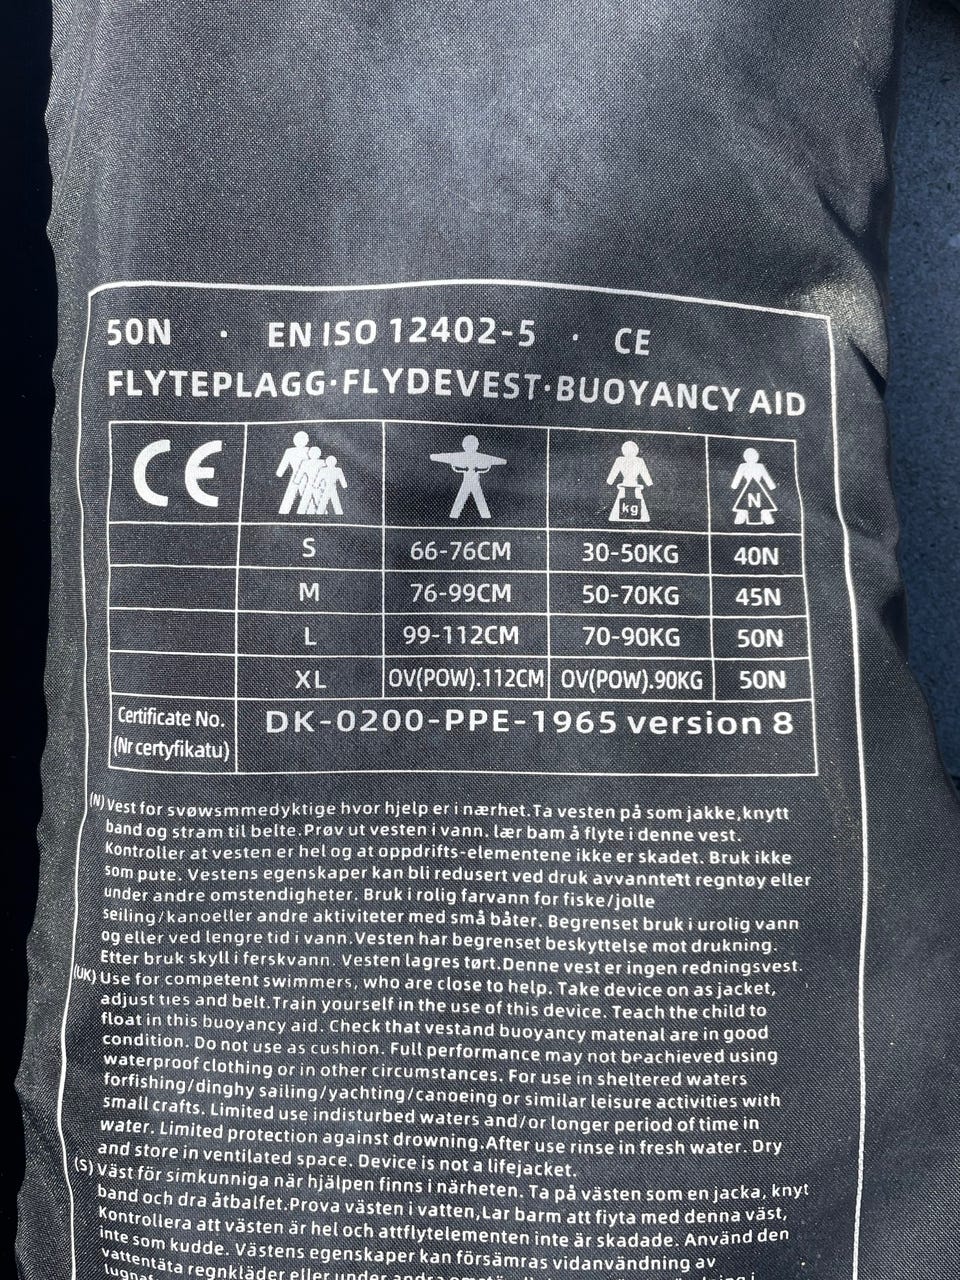 50N · EN ISO 12402-5 · CE
FLYTEPLAGG·FLYDEVEST·BUOYANCY AID
CE kg N
S 66-76CM 30-50KG 40N
M 76-99CM 50-70KG 45N
L 99-112CM 70-90KG 50N
XL OV(POW).112CM OV(POW).90KG 50N
Certificate No. DK-0200-PPE-1965 version 8
(Nr certyfikatu)
(N) Vest for svøwsmmedyktige hvor hjelp er i nærhet.Ta vesten på som jakke,knytt
band og stram til belte.Prøv ut vesten i vann. lær bam å flyte i denne vest.
Kontroller at vesten er hel og at oppdrifts-elementene ikke er skadet. Bruk ikke
som pute. Vestens egenskaper kan bli redusert ved druk avvanntett regntøy eller
under andre omstendigheter. Bruk i rolig farvann for fiske/jolle
seiling/kanoeller andre aktiviteter med små båter. Begrenset bruk i urolig vann
og eller ved lengre tid i vann.Vesten har begrenset beskyttelse mot drukning.
Etter bruk skyll i ferskvann. Vesten lagres tørt.Denne vest er ingen redningsvest.
(UK) Use for competent swimmers, who are close to help. Take device on as jacket,
adjust ties and belt.Train yourself in the use of this device. Teach the child to
float in this buoyancy aid. Check that vestand buoyancy matenal are in good
condition. Do not use as cushion. Full performance may not beachieved using
waterproof clothing or in other circumstances. For use in sheltered waters
forfishing/dinghy sailing/yachting/canoeing or similar leisure activities with
small crafts. Limited use indisturbed waters and/or longer period of time in
water. Limited protection against drowning.After use rinse in fresh water. Dry
and store in ventilated space. Device is not a lifejacket.
(S) Väst för simkunniga när hjälpen finns i närheten. Ta på västen som en jacka, knyt
band och dra åtbalfet.Prova västen i vatten,Lar barm att fiyta med denna väst,
Kontrollera att västen är hel och attflytelementen inte är skadade. Använd den
inte som kudde. Västens egenskaper kan försämras vidanvändning av
vattentäta regnkläder eller under andra